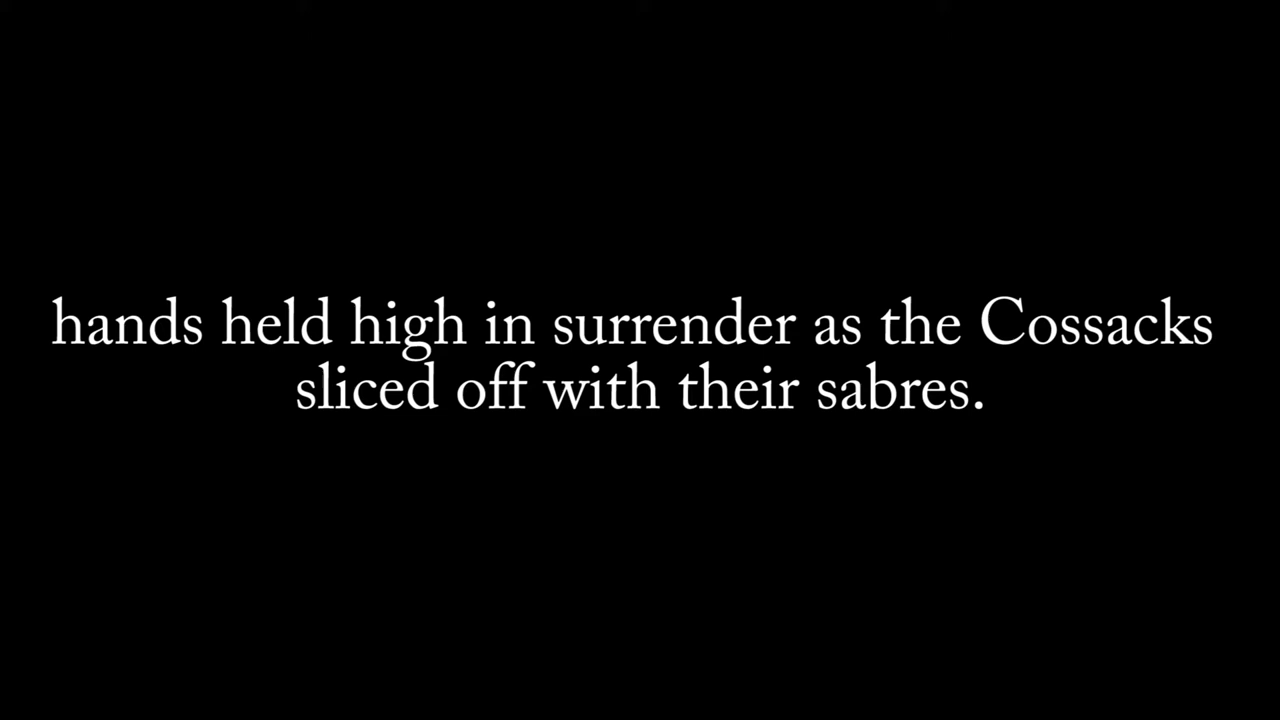 hands held high in surrender as the Cossacks
sliced off with their sabres.